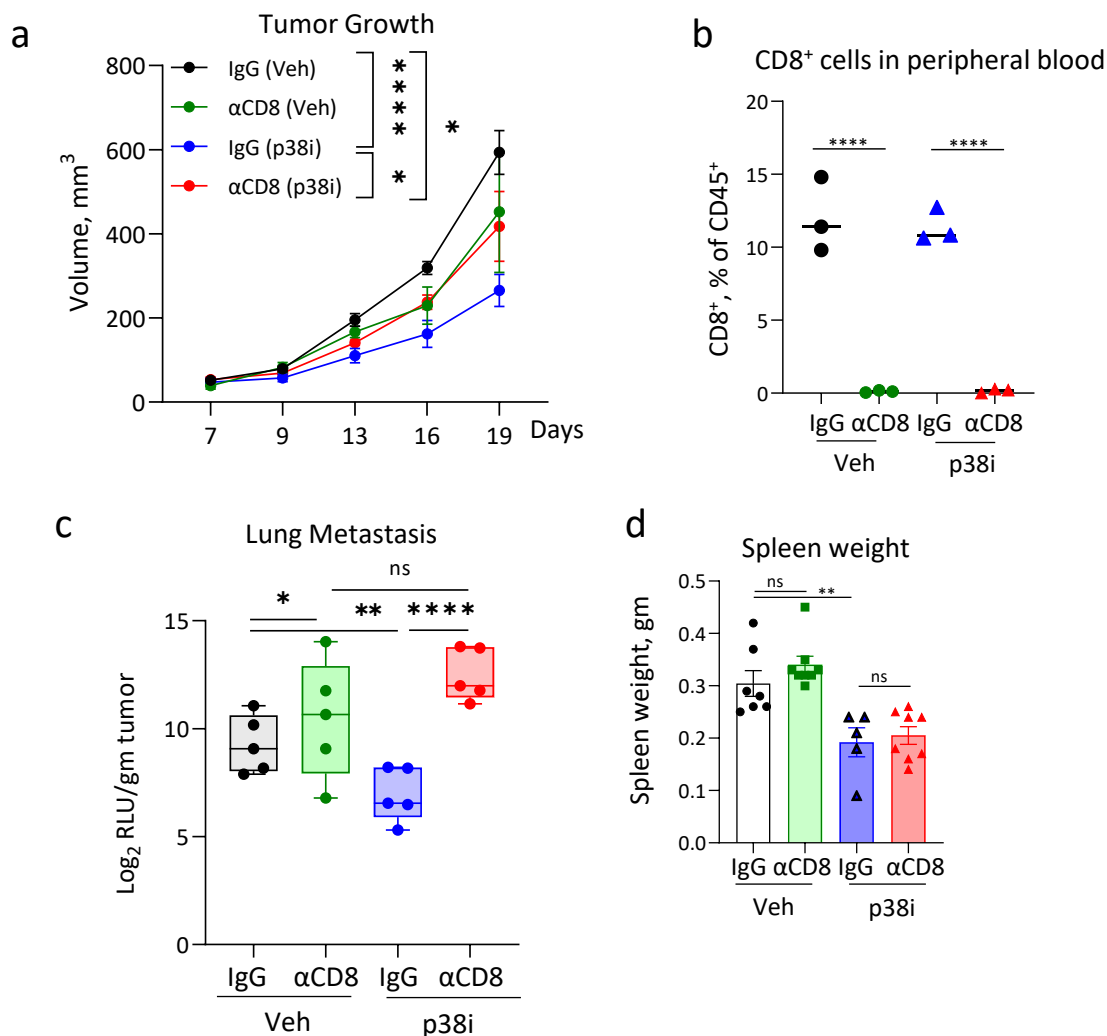 a
Tumor Growth
Volume, mm³
800
600
400
200
0
IgG (Veh)
αCD8 (Veh)
IgG (p38i)
αCD8 (p38i)
****
*
*
7 9 13 16 19 Days
b
CD8⁺ cells in peripheral blood
CD8⁺, % of CD45⁺
20
15
10
5
0
**** ****
IgG αCD8 IgG αCD8
Veh p38i
c
Lung Metastasis
Log₂ RLU/gm tumor
15
10
5
0
ns
* ** ****
IgG αCD8 IgG αCD8
Veh p38i
d
Spleen weight
Spleen weight, gm
0.5
0.4
0.3
0.2
0.1
0.0
ns **
ns
IgG αCD8 IgG αCD8
Veh p38i